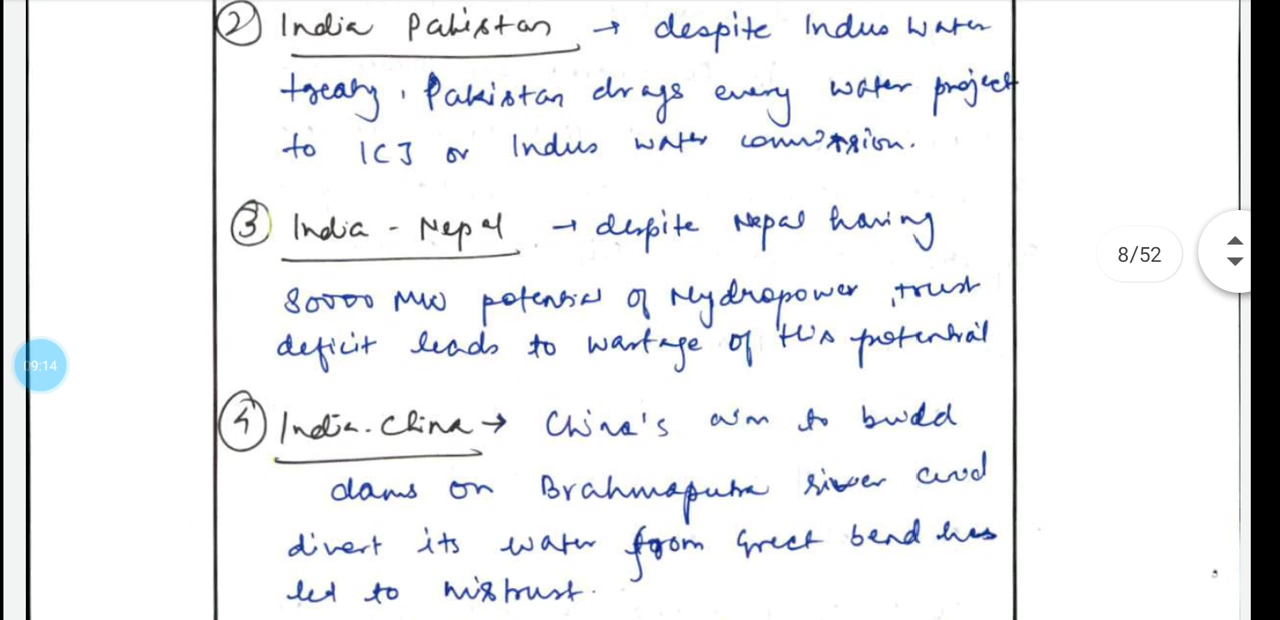 ② India Pakistan → despite Indus water
treaty, Pakistan drags every water project
to ICJ or Indus water commission.
③ India - Nepal → despite Nepal having
80000 MW potential of Hydropower, trust
deficit leads to wastage of this potential
④ India-China → China's aim to build
dams on Brahmaputra river and
divert its water from Great bend has
led to mistrust.
8/52
09:14